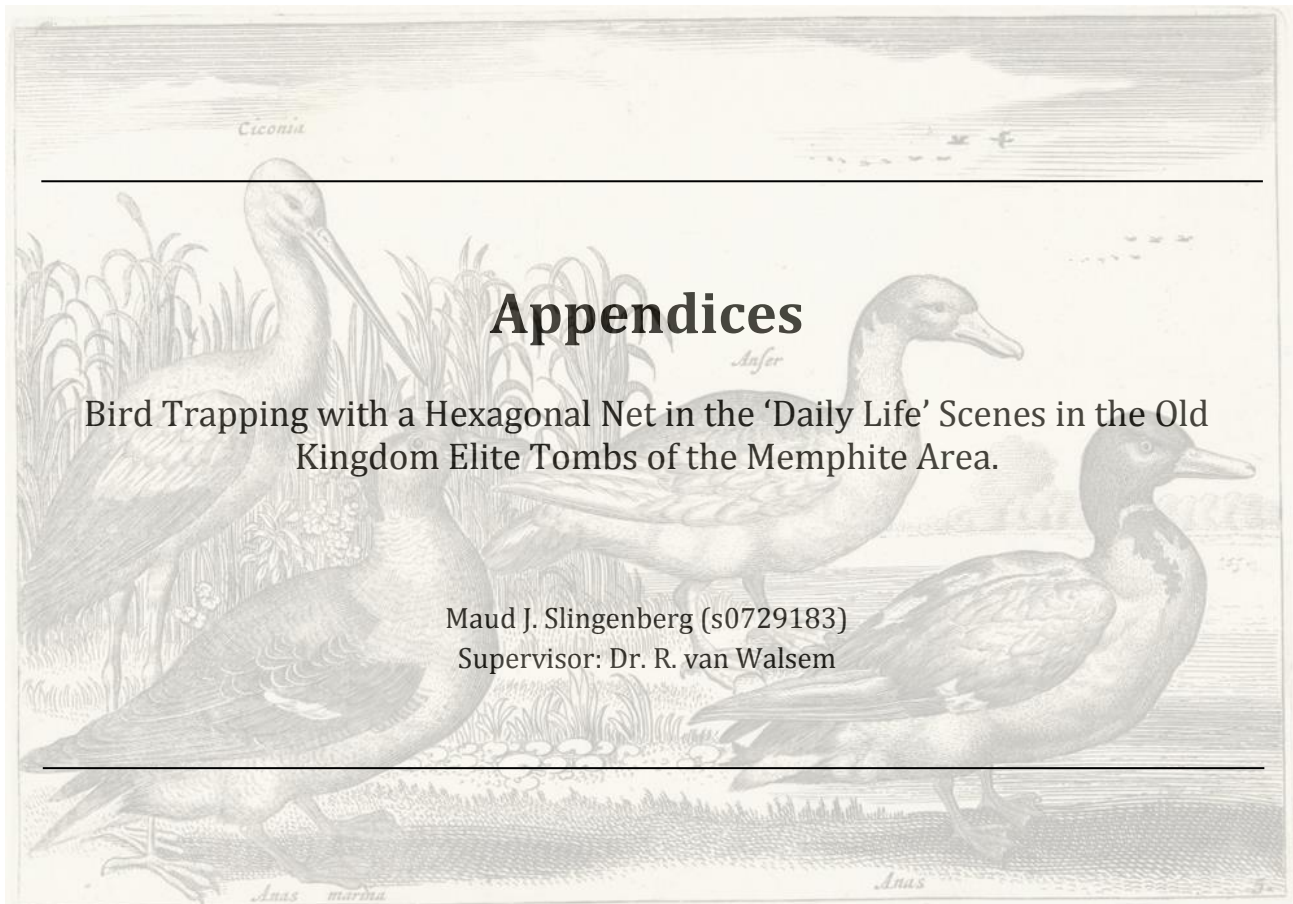 Ciconia
Appendices
Anser
Bird Trapping with a Hexagonal Net in the ‘Daily Life’ Scenes in the Old
Kingdom Elite Tombs of the Memphite Area.
Maud J. Slingenberg (s0729183)
Supervisor: Dr. R. van Walsem
Anas marina
Anas
5.